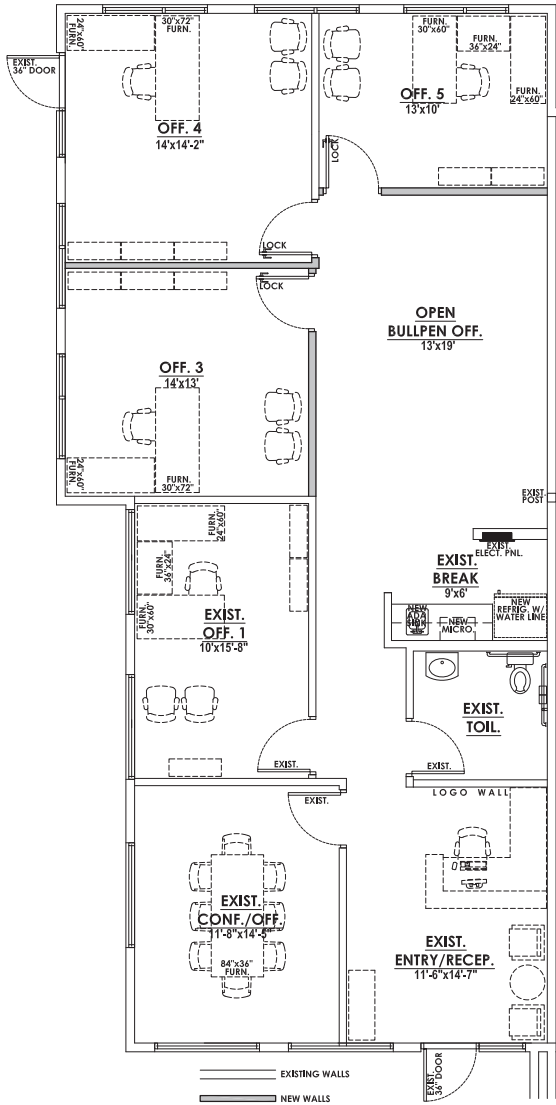 24"x60"
FURN.
30"x72"
FURN.
EXIST.
36" DOOR
OFF. 4
14'x14'-2"
LOCK
FURN.
30"x60"
FURN.
36"x24"
FURN.
24"x60"
OFF. 5
13'x10'
LOCK
LOCK
OPEN
BULLPEN OFF.
13'x19'
OFF. 3
14'x13'
24"x60"
FURN.
FURN.
30"x72"
EXIST.
POST
EXIST.
ELECT. PNL.
EXIST.
BREAK
9'x6'
NEW
ADA
SINK
NEW
MICRO.
NEW
REFRIG. W/
WATER LINE
FURN.
24"x60"
FURN.
36"x24"
FURN.
30"x60"
EXIST.
OFF. 1
10'x15'-8"
EXIST.
TOIL.
EXIST.
EXIST.
EXIST.
LOGO WALL
EXIST.
CONF./OFF.
11'-8"x14'-5"
84"x36"
FURN.
EXIST.
ENTRY/RECEP.
11'-6"x14'-7"
EXIST.
36" DOOR
EXISTING WALLS
NEW WALLS